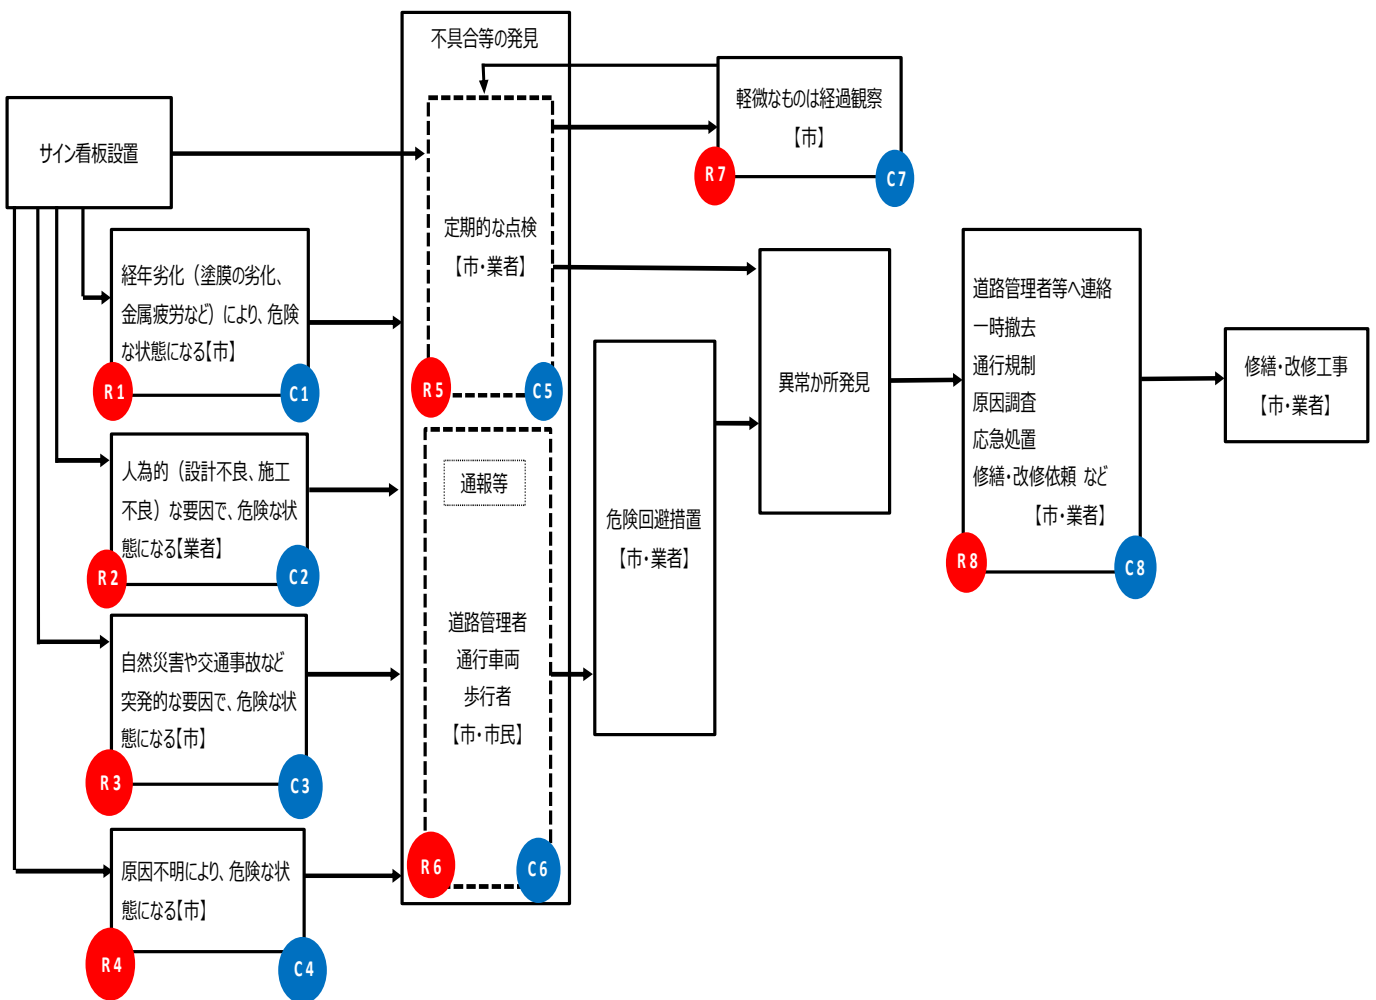 不具合等の発見
サイン看板設置
経年劣化（塗膜の劣化、
金属疲労など）により、危険
な状態になる【市】
R1
C1
人為的（設計不良、施工
不良）な要因で、危険な状
態になる【業者】
R2
C2
自然災害や交通事故など
突発的な要因で、危険な状
態になる【市】
R3
C3
原因不明により、危険な状
態になる【市】
R4
C4
定期的な点検
【市・業者】
R5
C5
通報等
道路管理者
通行車両
歩行者
【市・市民】
R6
C6
軽微なものは経過観察
【市】
R7
C7
危険回避措置
【市・業者】
異常か所発見
道路管理者等へ連絡
一時撤去
通行規制
原因調査
応急処置
修繕・改修依頼 など
【市・業者】
R8
C8
修繕・改修工事
【市・業者】